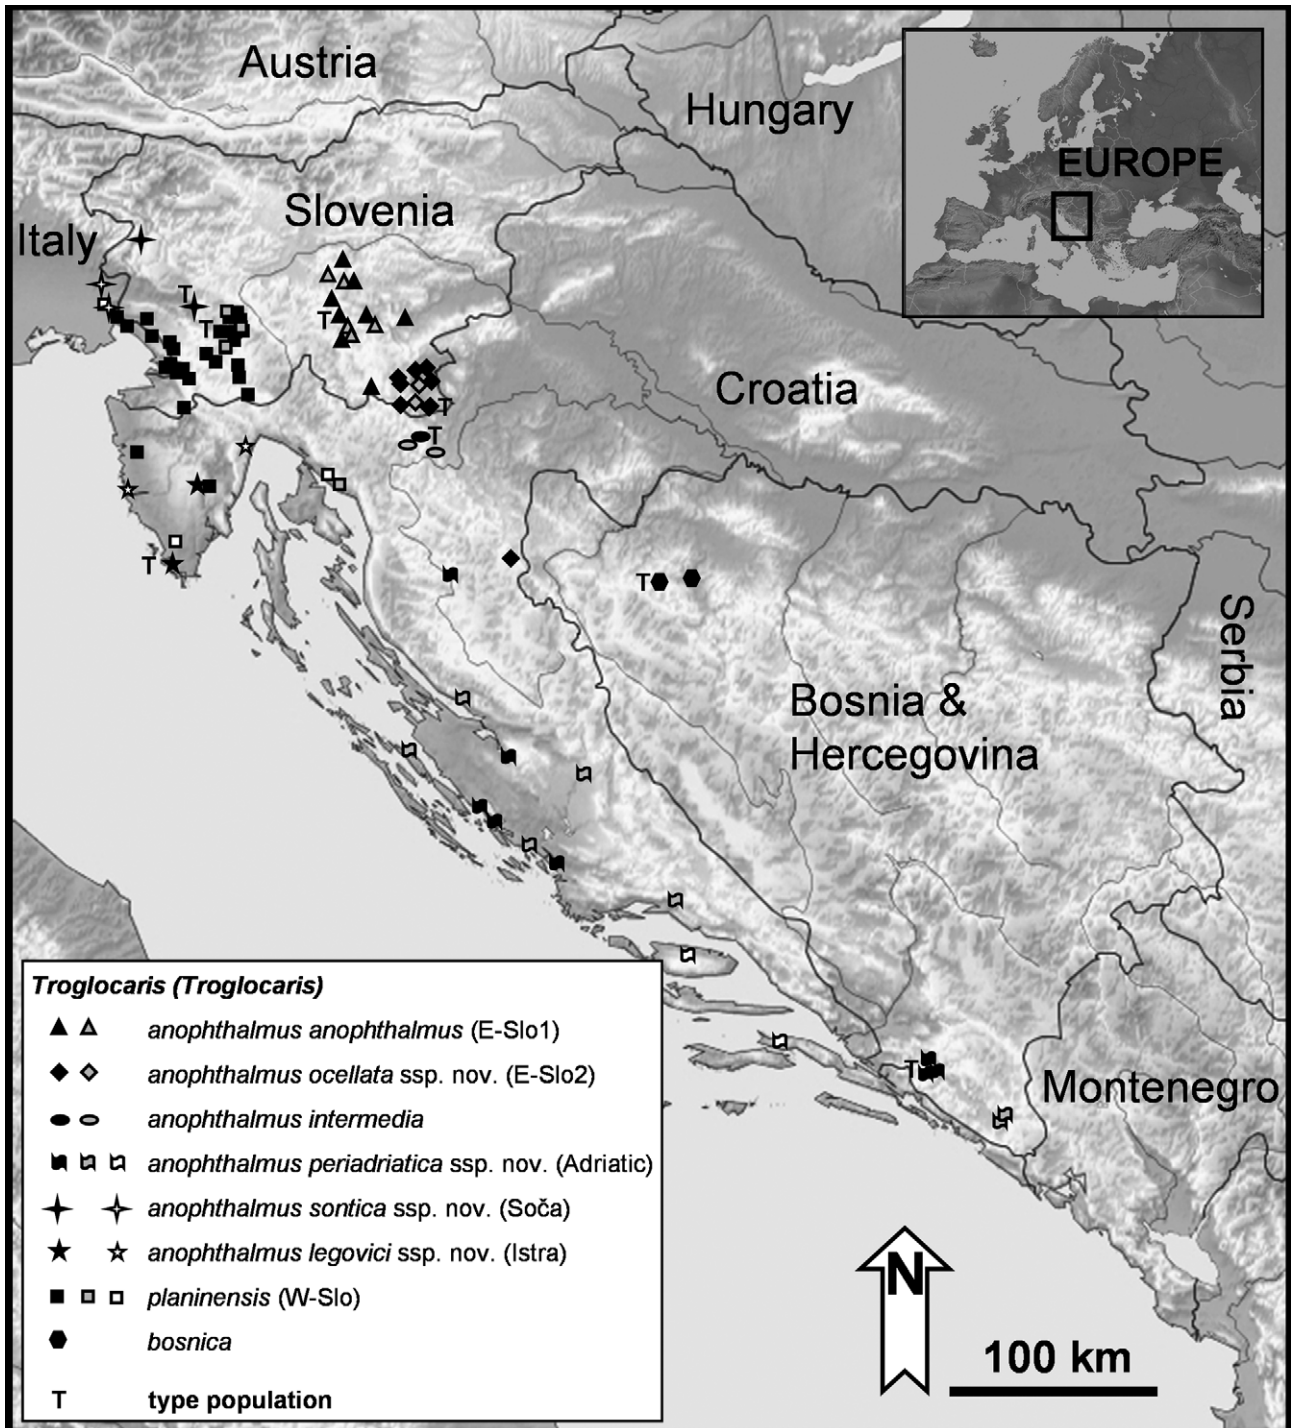 Austria
Hungary
EUROPE
Slovenia
Italy
T
T
T
Croatia
T
T
T
T
Serbia
Bosnia &
Hercegovina
T
Montenegro
Troglocaris (Troglocaris)
anophthalmus anophthalmus (E-Slo1)
anophthalmus ocellata ssp. nov. (E-Slo2)
anophthalmus intermedia
anophthalmus periadriatica ssp. nov. (Adriatic)
anophthalmus sontica ssp. nov. (Soča)
anophthalmus legovici ssp. nov. (Istra)
planinensis (W-Slo)
bosnica
T type population
N
100 km